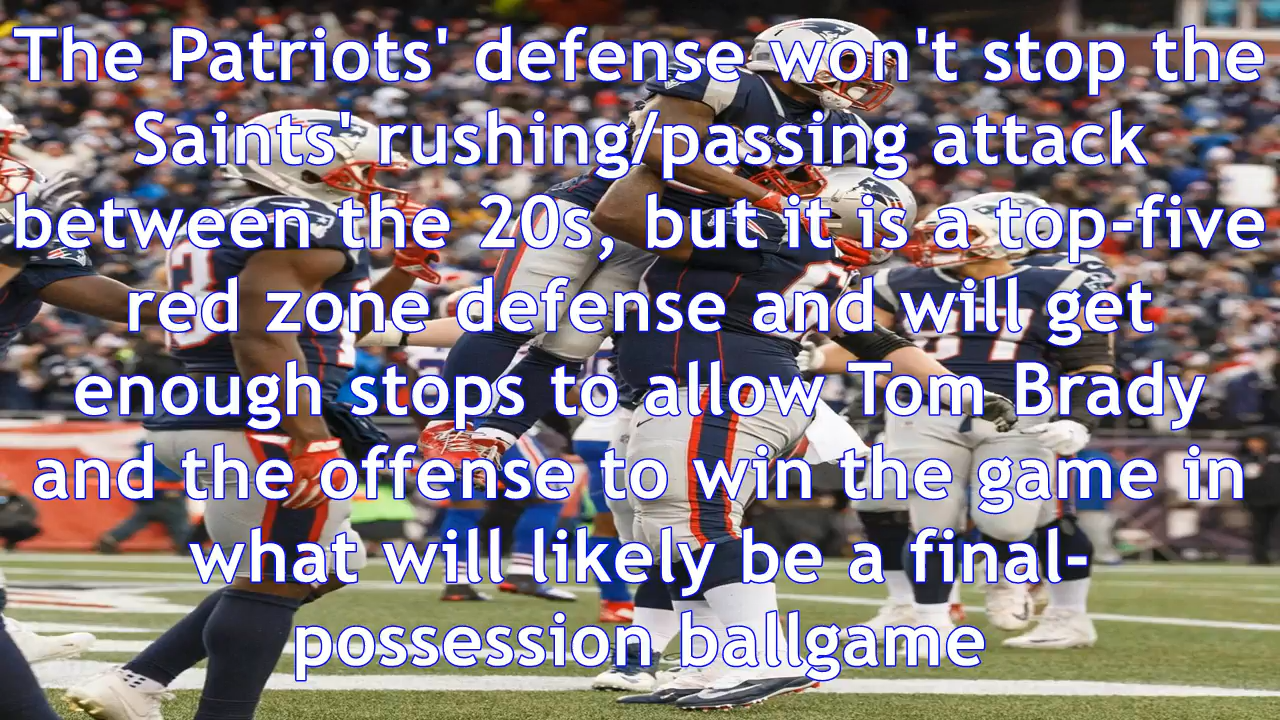 The Patriots' defense won't stop the
Saints' rushing/passing attack
between the 20s, but it is a top-five
red zone defense and will get
enough stops to allow Tom Brady
and the offense to win the game in
what will likely be a final-
possession ballgame